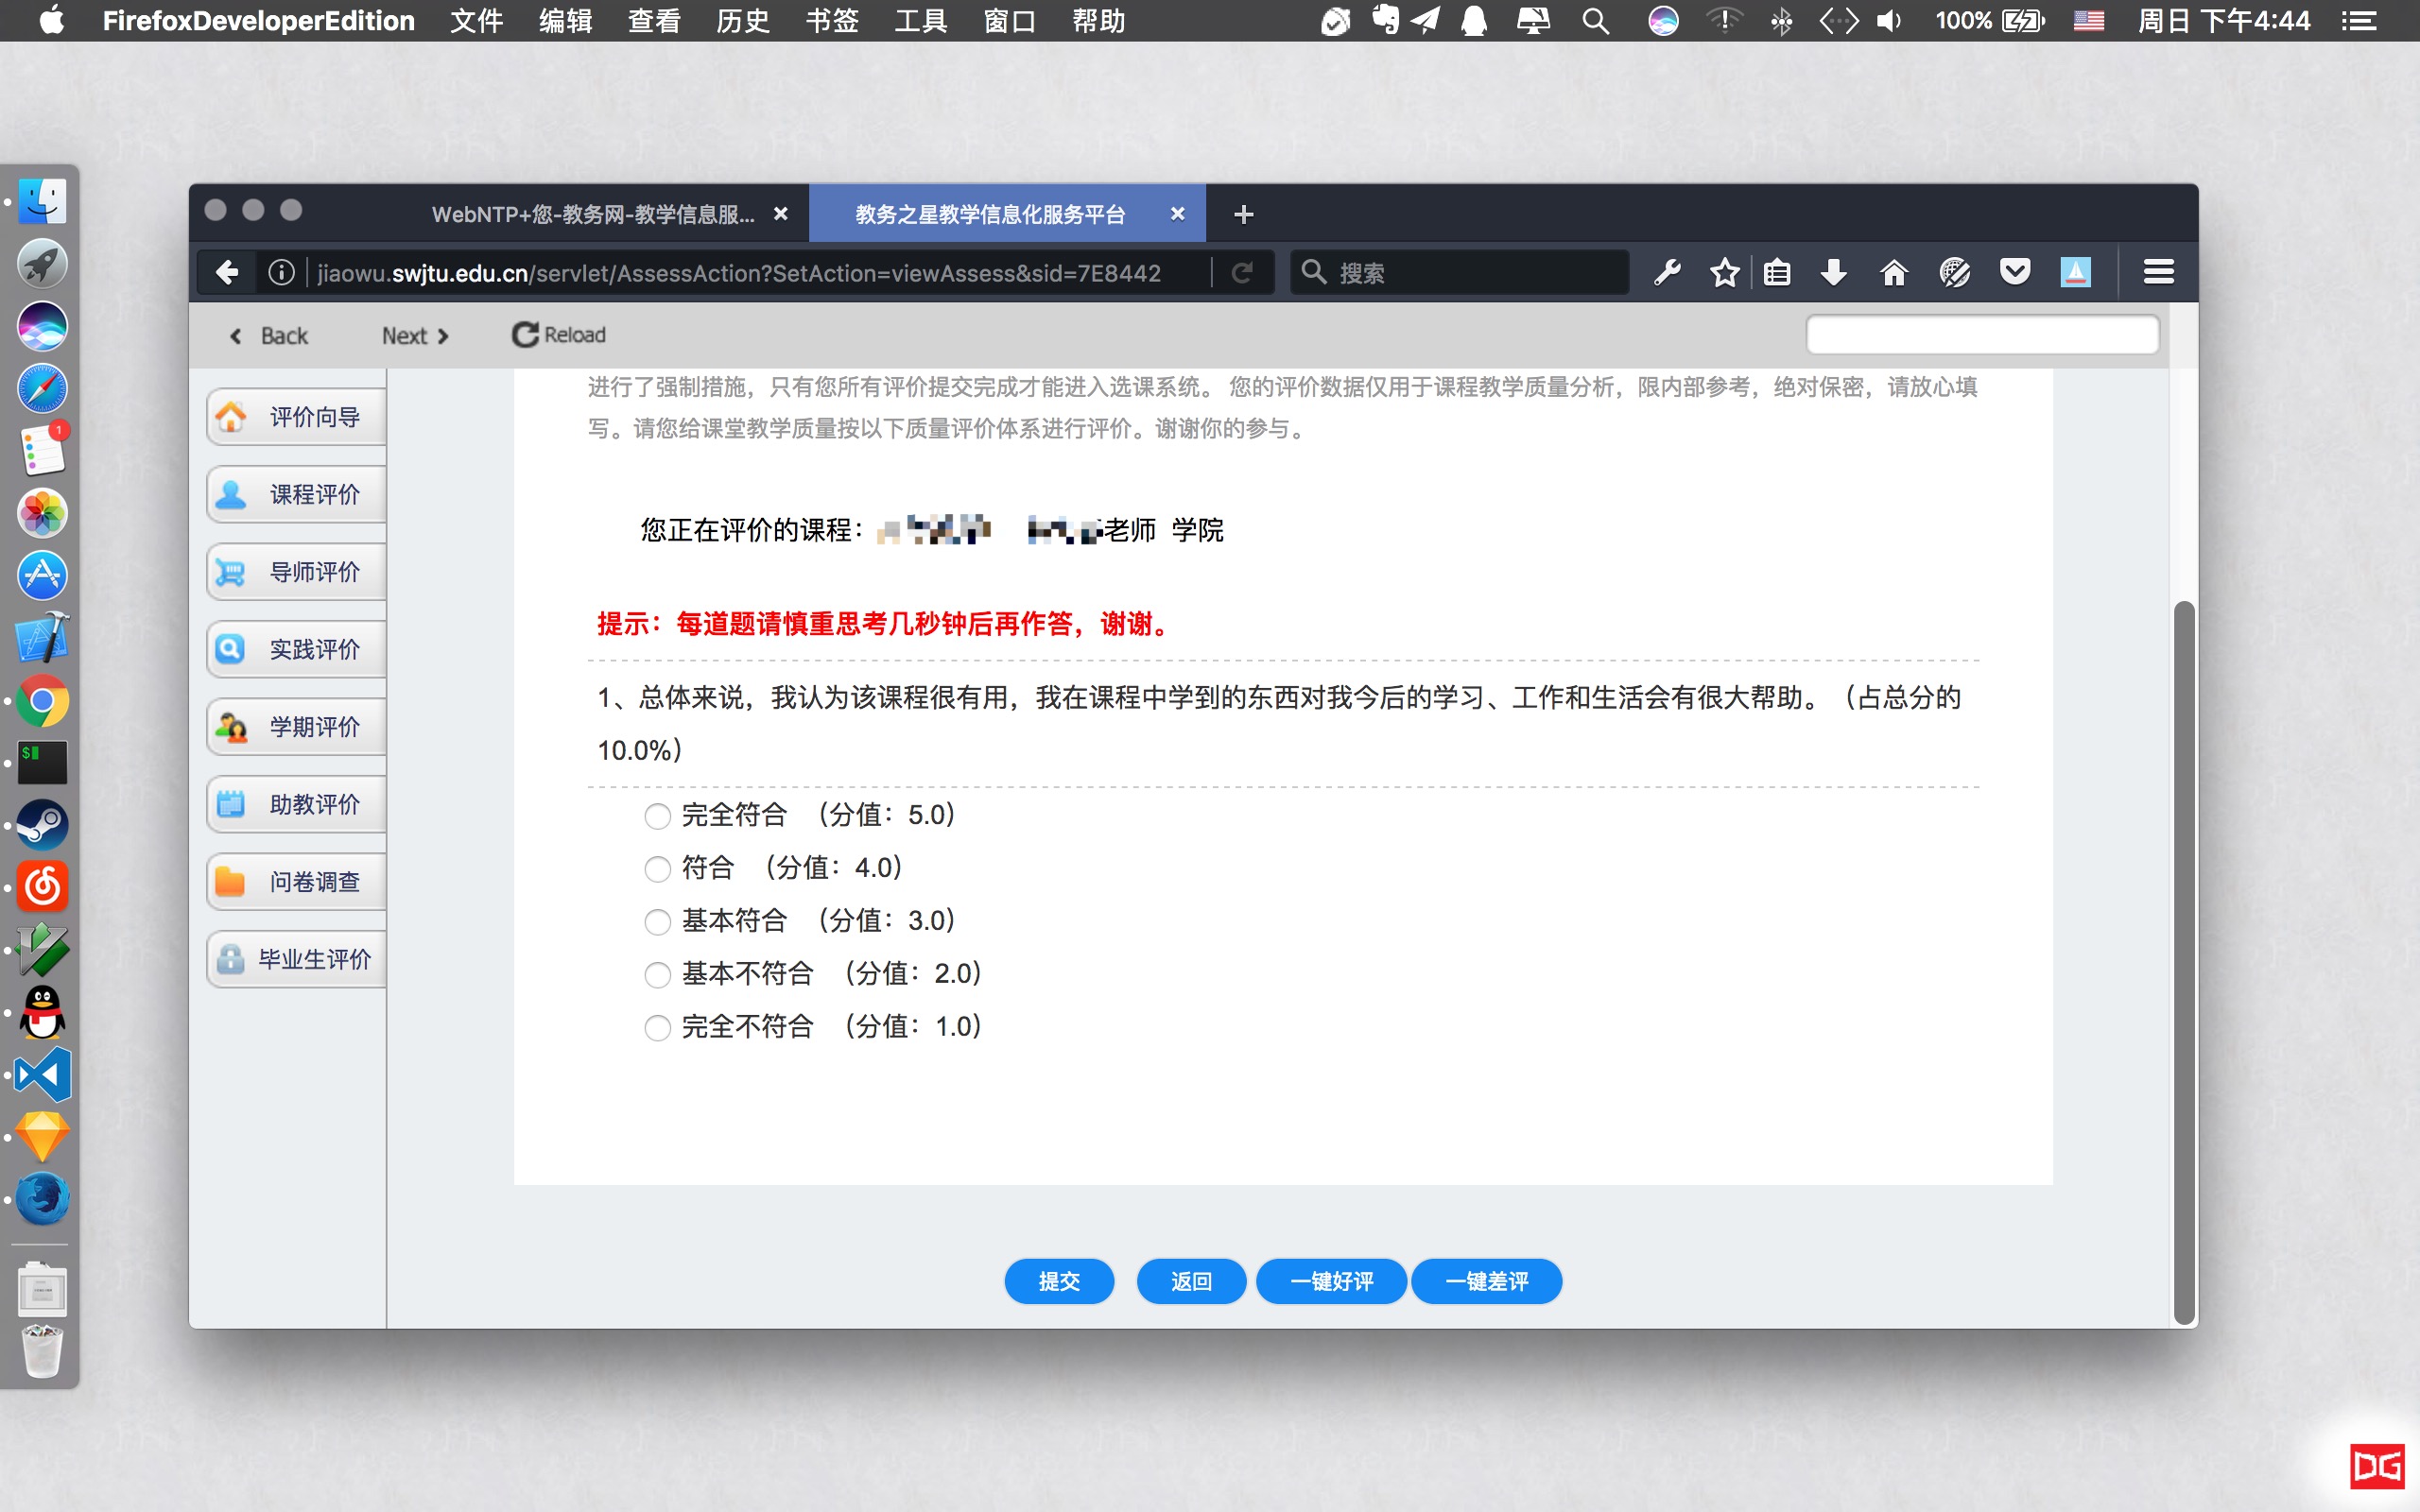 FirefoxDeveloperEdition 文件 编辑 查看 历史 书签 工具 窗口 帮助 100% 周日 下午4:44
WebNTP+您-教务网-教学信息服... × 教务之星教学信息化服务平台 × +
jiaowu.swjtu.edu.cn/servlet/AssessAction?SetAction=viewAssess&sid=7E8442 搜索
Back Next Reload
评价向导
课程评价
导师评价
实践评价
学期评价
助教评价
问卷调查
毕业生评价
进行了强制措施，只有您所有评价提交完成才能进入选课系统。 您的评价数据仅用于课程教学质量分析，限内部参考，绝对保密，请放心填
写。请您给课堂教学质量按以下质量评价体系进行评价。谢谢你的参与。
您正在评价的课程： 老师 学院
提示：每道题请慎重思考几秒钟后再作答，谢谢。
1、总体来说，我认为该课程很有用，我在课程中学到的东西对我今后的学习、工作和生活会有很大帮助。（占总分的
10.0%）
完全符合 （分值：5.0）
符合 （分值：4.0）
基本符合 （分值：3.0）
基本不符合 （分值：2.0）
完全不符合 （分值：1.0）
提交 返回 一键好评 一键差评
1
$
DG